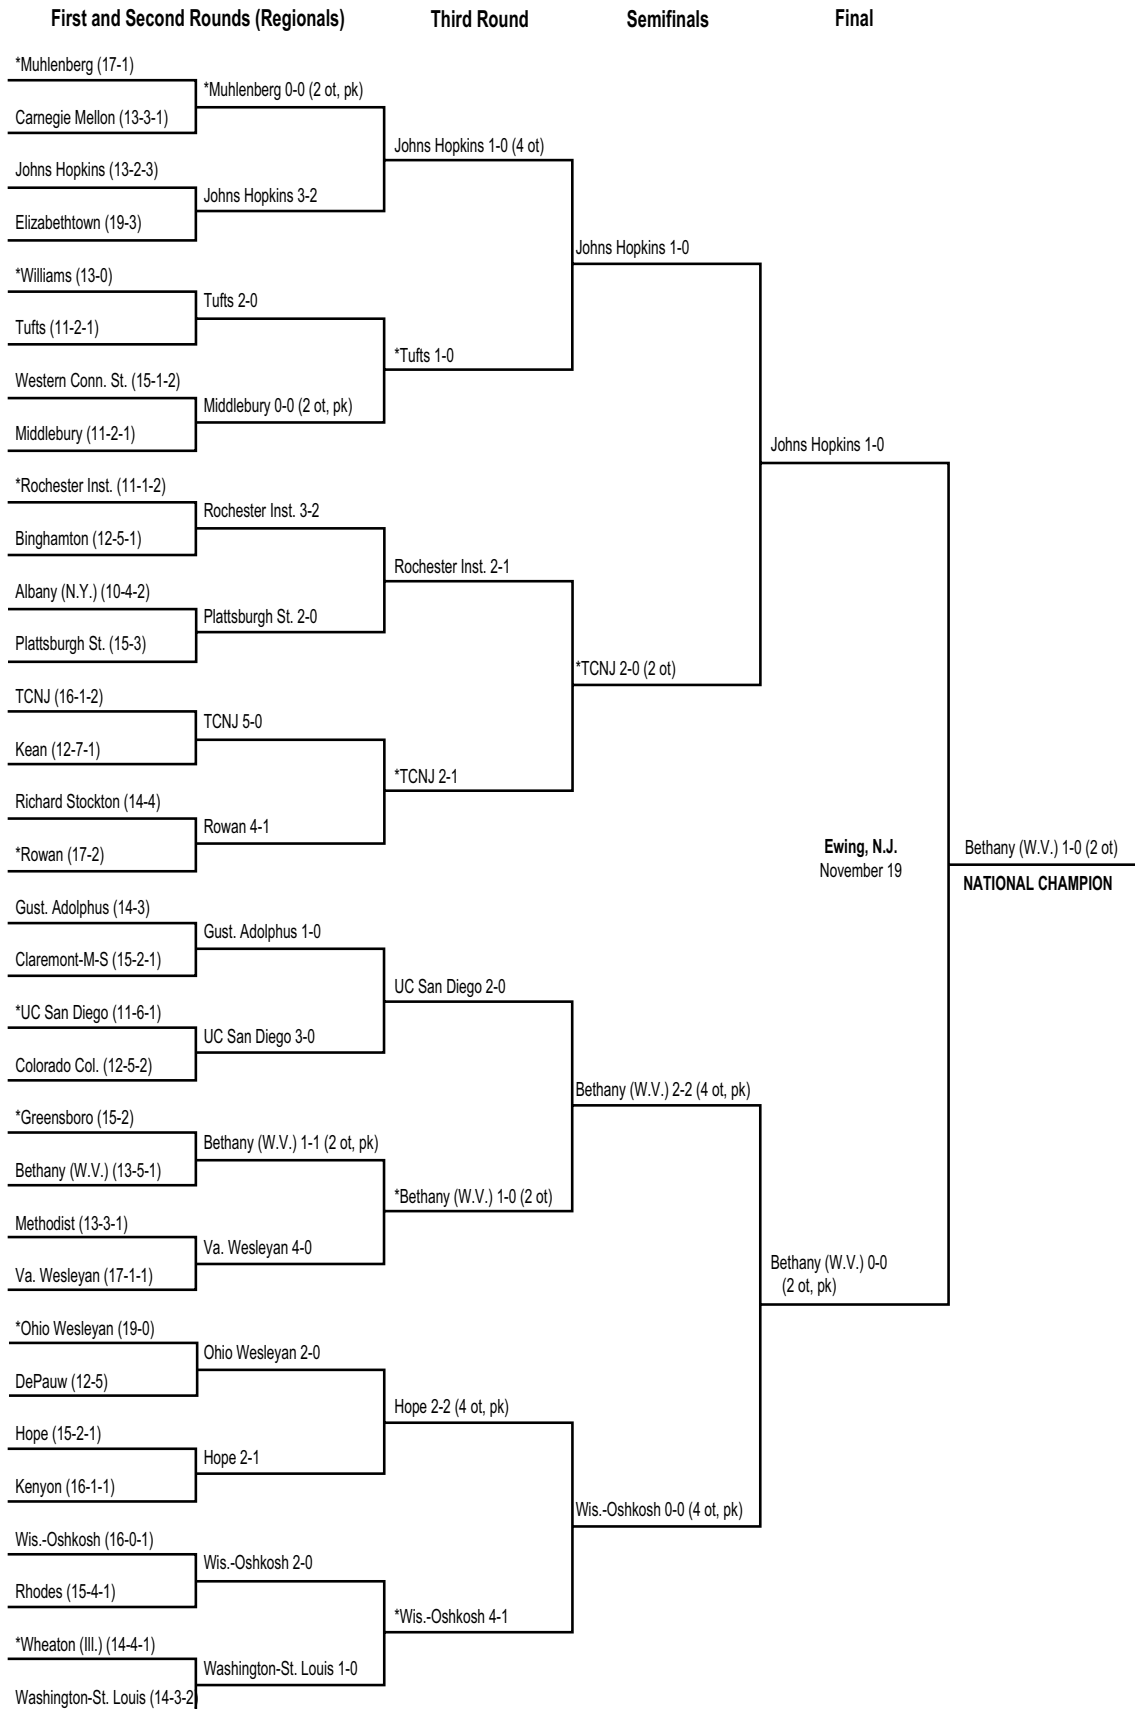 First and Second Rounds (Regionals)
Third Round
Semifinals
Final
*Muhlenberg (17-1)
Carnegie Mellon (13-3-1)
Johns Hopkins (13-2-3)
Elizabethtown (19-3)
*Williams (13-0)
Tufts (11-2-1)
Western Conn. St. (15-1-2)
Middlebury (11-2-1)
*Rochester Inst. (11-1-2)
Binghamton (12-5-1)
Albany (N.Y.) (10-4-2)
Plattsburgh St. (15-3)
TCNJ (16-1-2)
Kean (12-7-1)
Richard Stockton (14-4)
*Rowan (17-2)
Gust. Adolphus (14-3)
Claremont-M-S (15-2-1)
*UC San Diego (11-6-1)
Colorado Col. (12-5-2)
*Greensboro (15-2)
Bethany (W.V.) (13-5-1)
Methodist (13-3-1)
Va. Wesleyan (17-1-1)
*Ohio Wesleyan (19-0)
DePauw (12-5)
Hope (15-2-1)
Kenyon (16-1-1)
Wis.-Oshkosh (16-0-1)
Rhodes (15-4-1)
*Wheaton (Ill.) (14-4-1)
Washington-St. Louis (14-3-2)
*Muhlenberg 0-0 (2 ot, pk)
Johns Hopkins 3-2
Tufts 2-0
Middlebury 0-0 (2 ot, pk)
Rochester Inst. 3-2
Plattsburgh St. 2-0
TCNJ 5-0
Rowan 4-1
Gust. Adolphus 1-0
UC San Diego 3-0
Bethany (W.V.) 1-1 (2 ot, pk)
Va. Wesleyan 4-0
Ohio Wesleyan 2-0
Hope 2-1
Wis.-Oshkosh 2-0
Washington-St. Louis 1-0
Johns Hopkins 1-0 (4 ot)
*Tufts 1-0
Rochester Inst. 2-1
*TCNJ 2-1
UC San Diego 2-0
*Bethany (W.V.) 1-0 (2 ot)
Hope 2-2 (4 ot, pk)
*Wis.-Oshkosh 4-1
Johns Hopkins 1-0
*TCNJ 2-0 (2 ot)
Bethany (W.V.) 2-2 (4 ot, pk)
Wis.-Oshkosh 0-0 (4 ot, pk)
Johns Hopkins 1-0
Bethany (W.V.) 0-0
(2 ot, pk)
Ewing, N.J.
November 19
Bethany (W.V.) 1-0 (2 ot)
NATIONAL CHAMPION